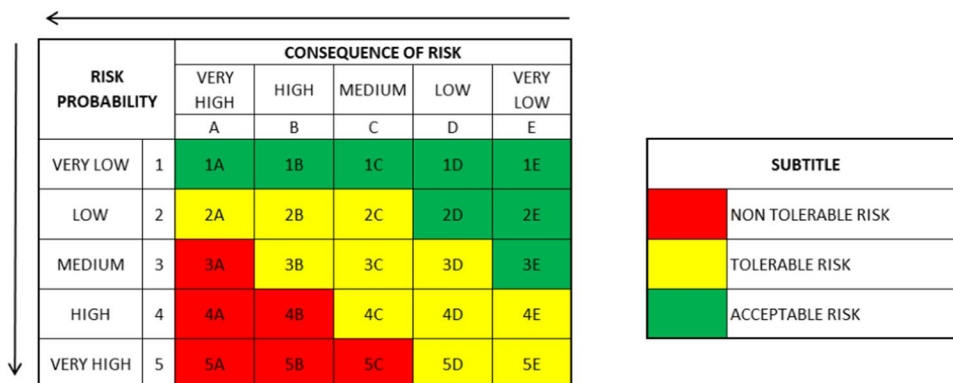 CONSEQUENCE OF RISK
RISK
PROBABILITY
VERY
HIGH
HIGH
MEDIUM
LOW
VERY
LOW
A B C D E
VERY LOW 1 1A 1B 1C 1D 1E
LOW 2 2A 2B 2C 2D 2E
MEDIUM 3 3A 3B 3C 3D 3E
HIGH 4 4A 4B 4C 4D 4E
VERY HIGH 5 5A 5B 5C 5D 5E
SUBTITLE
NON TOLERABLE RISK
TOLERABLE RISK
ACCEPTABLE RISK